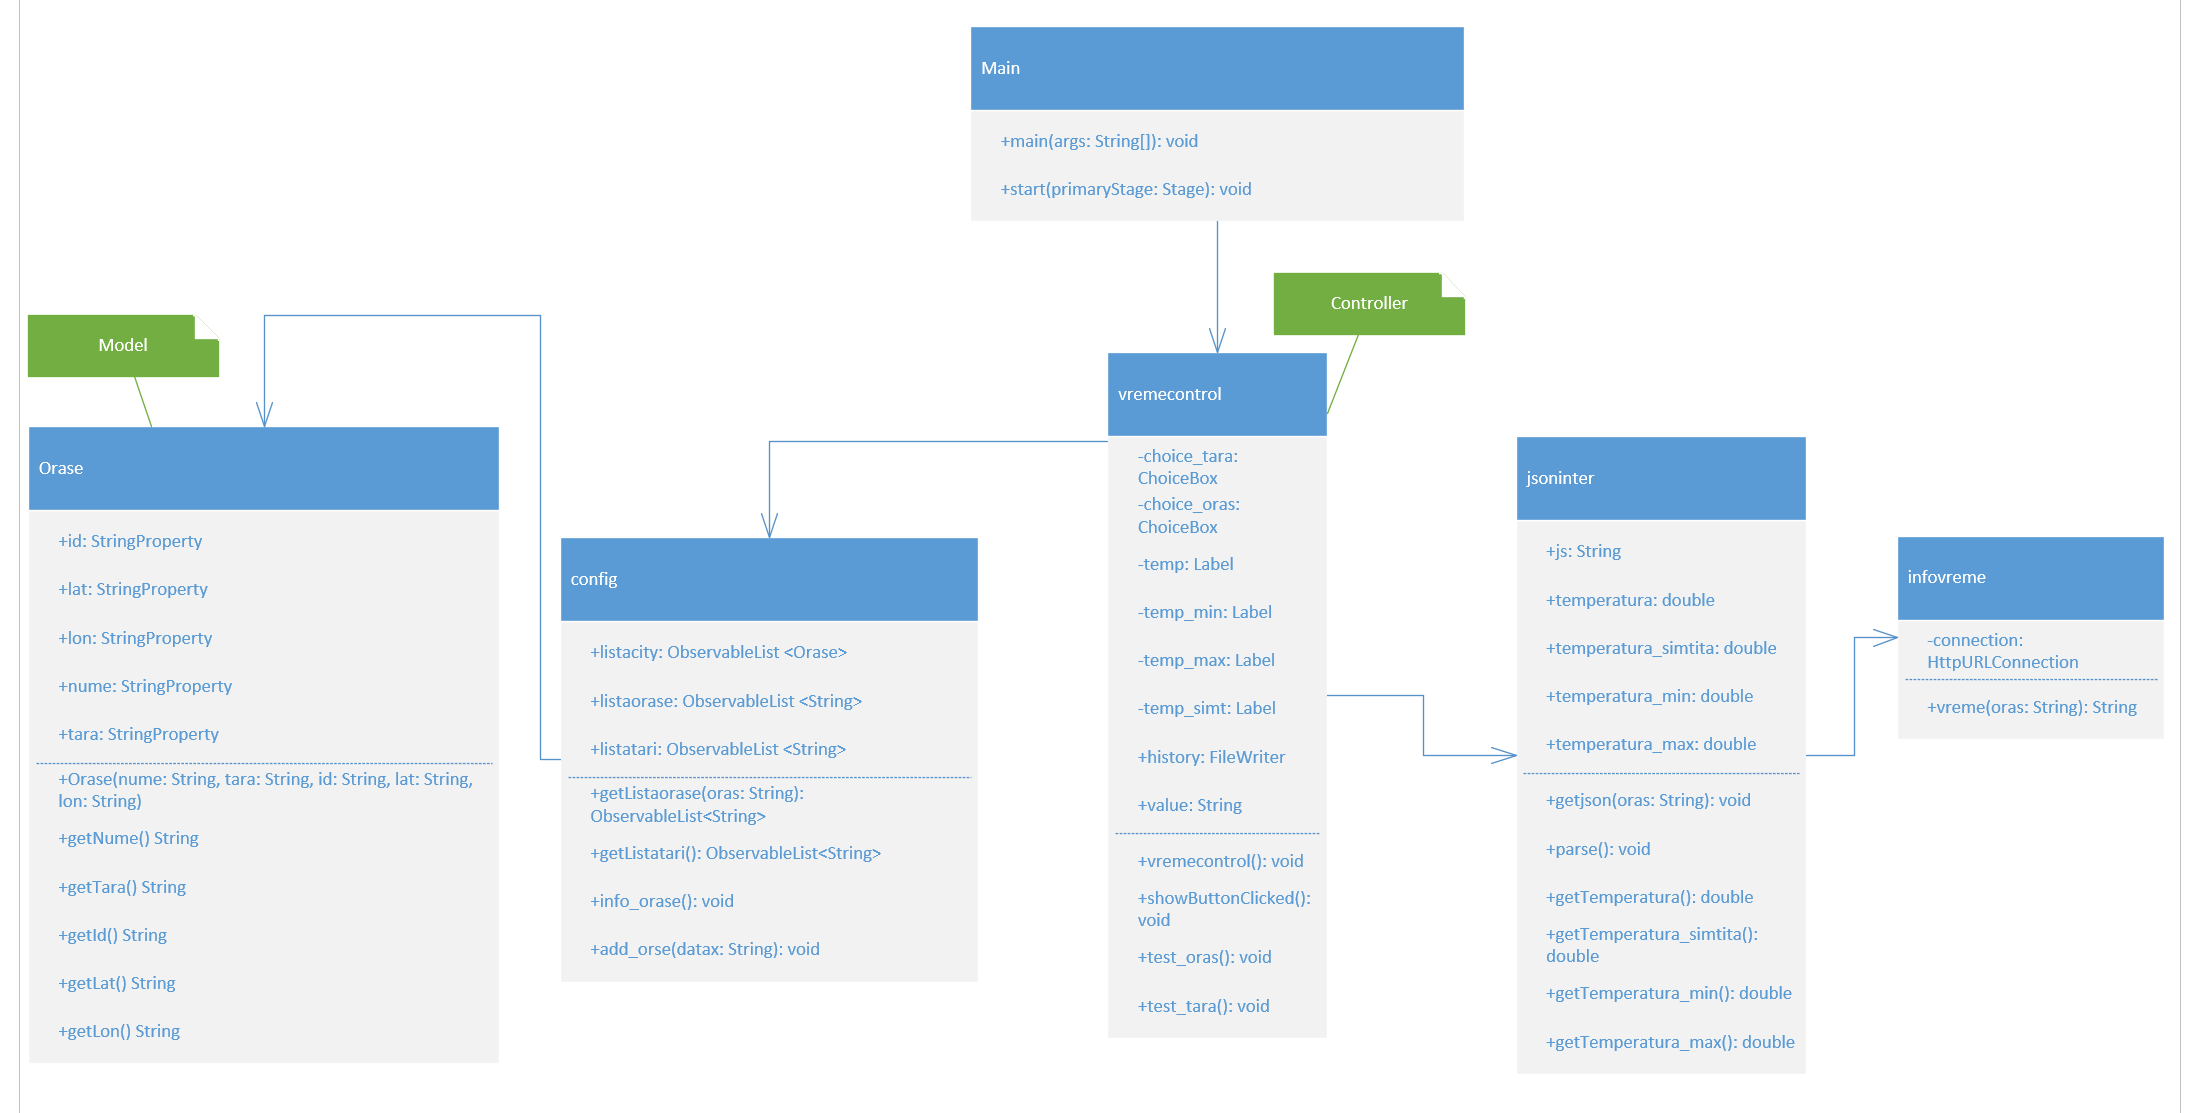 Main
+main(args: String[]): void
+start(primaryStage: Stage): void
Controller
Model
Orase
+id: StringProperty
+lat: StringProperty
+lon: StringProperty
+nume: StringProperty
+tara: StringProperty
+Orase(nume: String, tara: String, id: String, lat: String,
lon: String)
+getNume() String
+getTara() String
+getId() String
+getLat() String
+getLon() String
config
+listacity: ObservableList <Orase>
+listaorase: ObservableList <String>
+listatari: ObservableList <String>
+getListaorase(oras: String):
ObservableList<String>
+getListatari(): ObservableList<String>
+info_orase(): void
+add_orse(datax: String): void
vremecontrol
-choice_tara:
ChoiceBox
-choice_oras:
ChoiceBox
-temp: Label
-temp_min: Label
-temp_max: Label
-temp_simt: Label
+history: FileWriter
+value: String
+vremecontrol(): void
+showButtonClicked():
void
+test_oras(): void
+test_tara(): void
jsoninter
+js: String
+temperatura: double
+temperatura_simtita: double
+temperatura_min: double
+temperatura_max: double
+getjson(oras: String): void
+parse(): void
+getTemperatura(): double
+getTemperatura_simtita():
double
+getTemperatura_min(): double
+getTemperatura_max(): double
infovreme
-connection:
HttpURLConnection
+vreme(oras: String): String